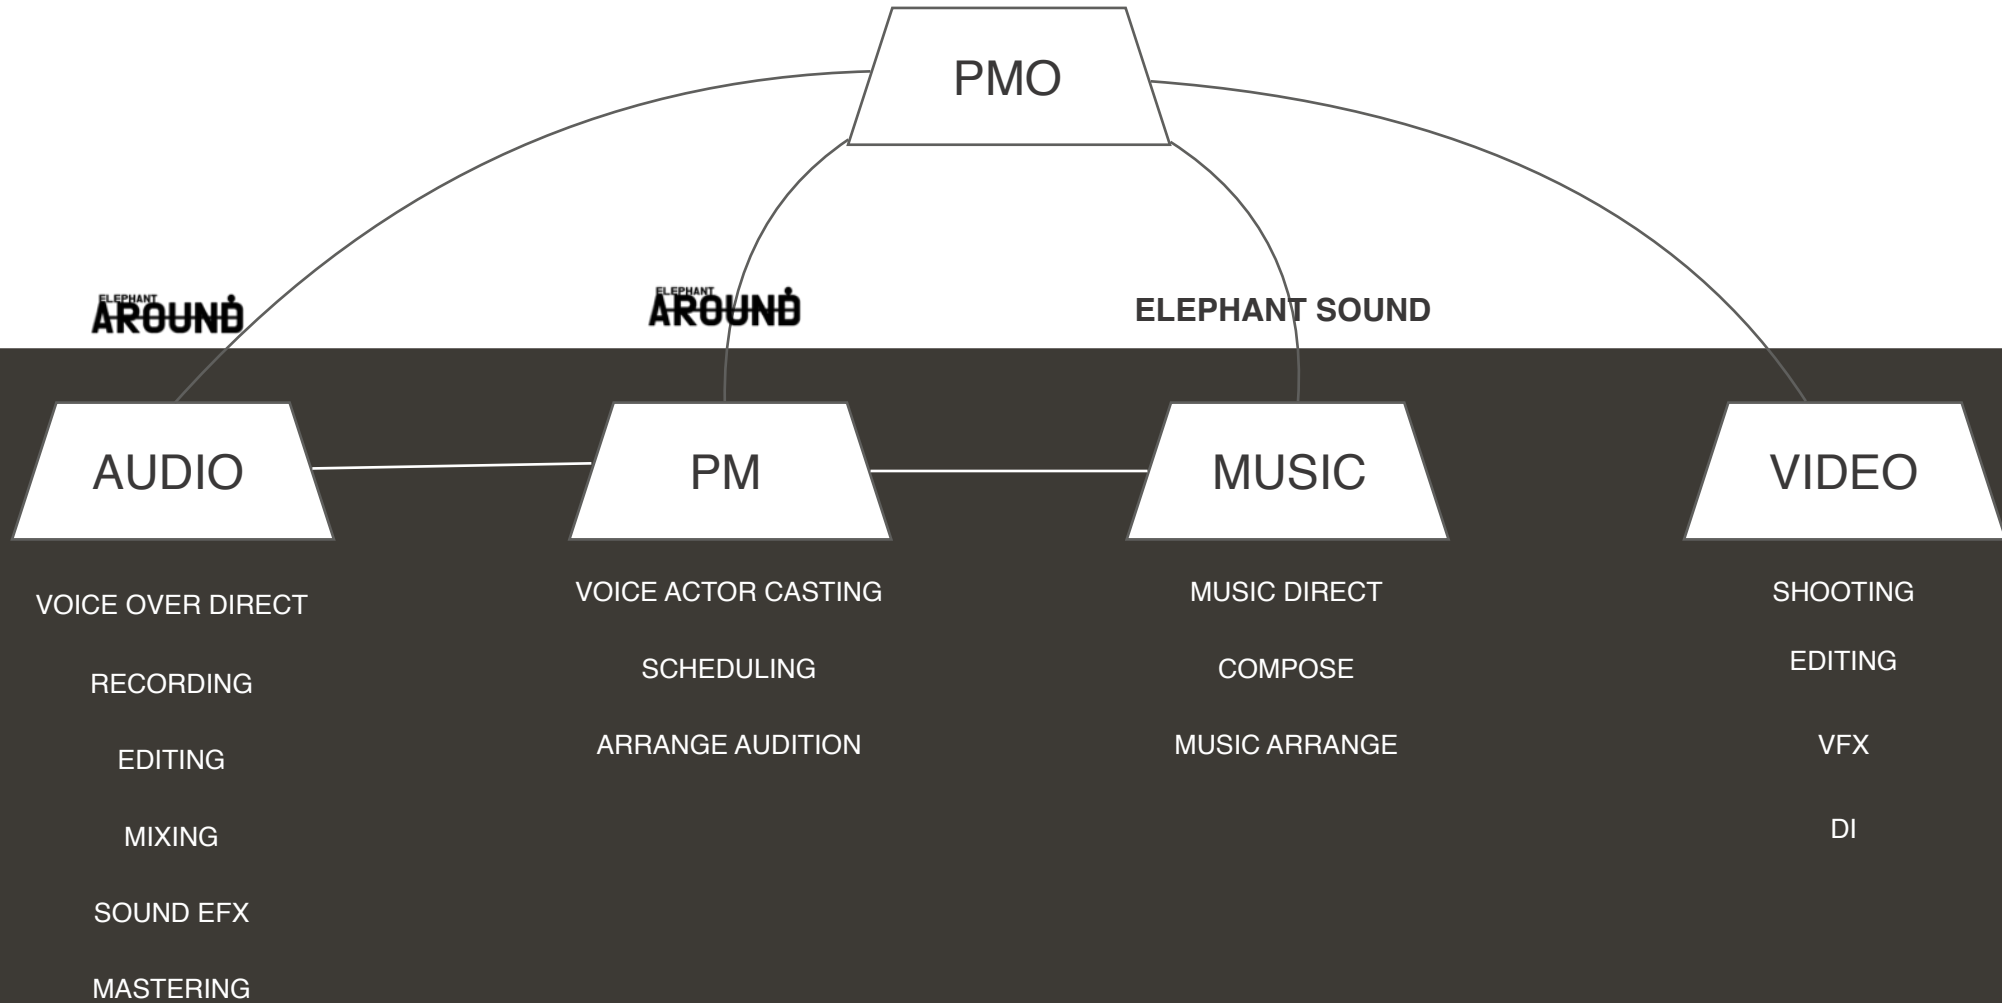 PMO
ELEPHANT
AROUND
ELEPHANT
AROUND
ELEPHANT SOUND
AUDIO
PM
MUSIC
VIDEO
VOICE OVER DIRECT
RECORDING
EDITING
MIXING
SOUND EFX
MASTERING
VOICE ACTOR CASTING
SCHEDULING
ARRANGE AUDITION
MUSIC DIRECT
COMPOSE
MUSIC ARRANGE
SHOOTING
EDITING
VFX
DI